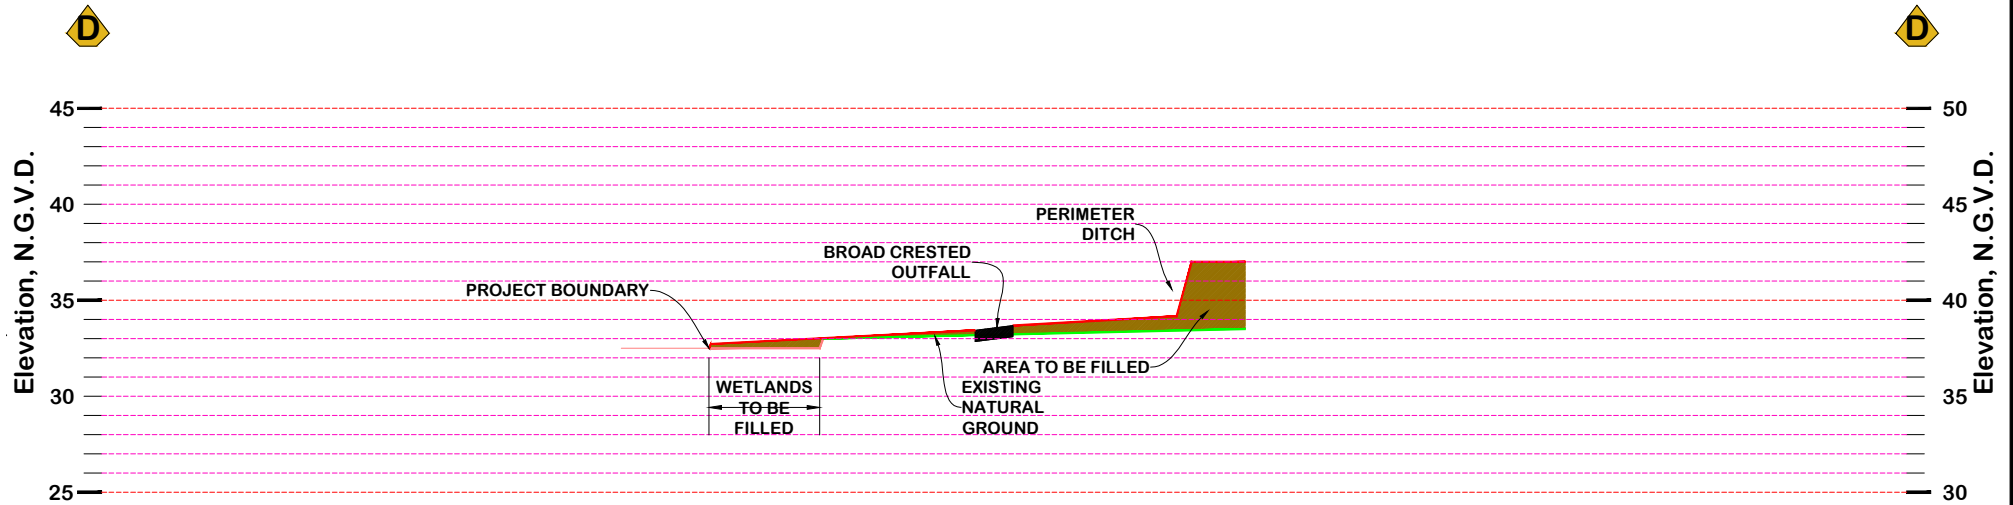 D
D
45
50
Elevation, N.G.V.D.
Elevation, N.G.V.D.
40
45
PERIMETER
DITCH
BROAD CRESTED
OUTFALL
PROJECT BOUNDARY
35
40
AREA TO BE FILLED
WETLANDS
TO BE
FILLED
EXISTING
NATURAL
GROUND
30
35
25
30